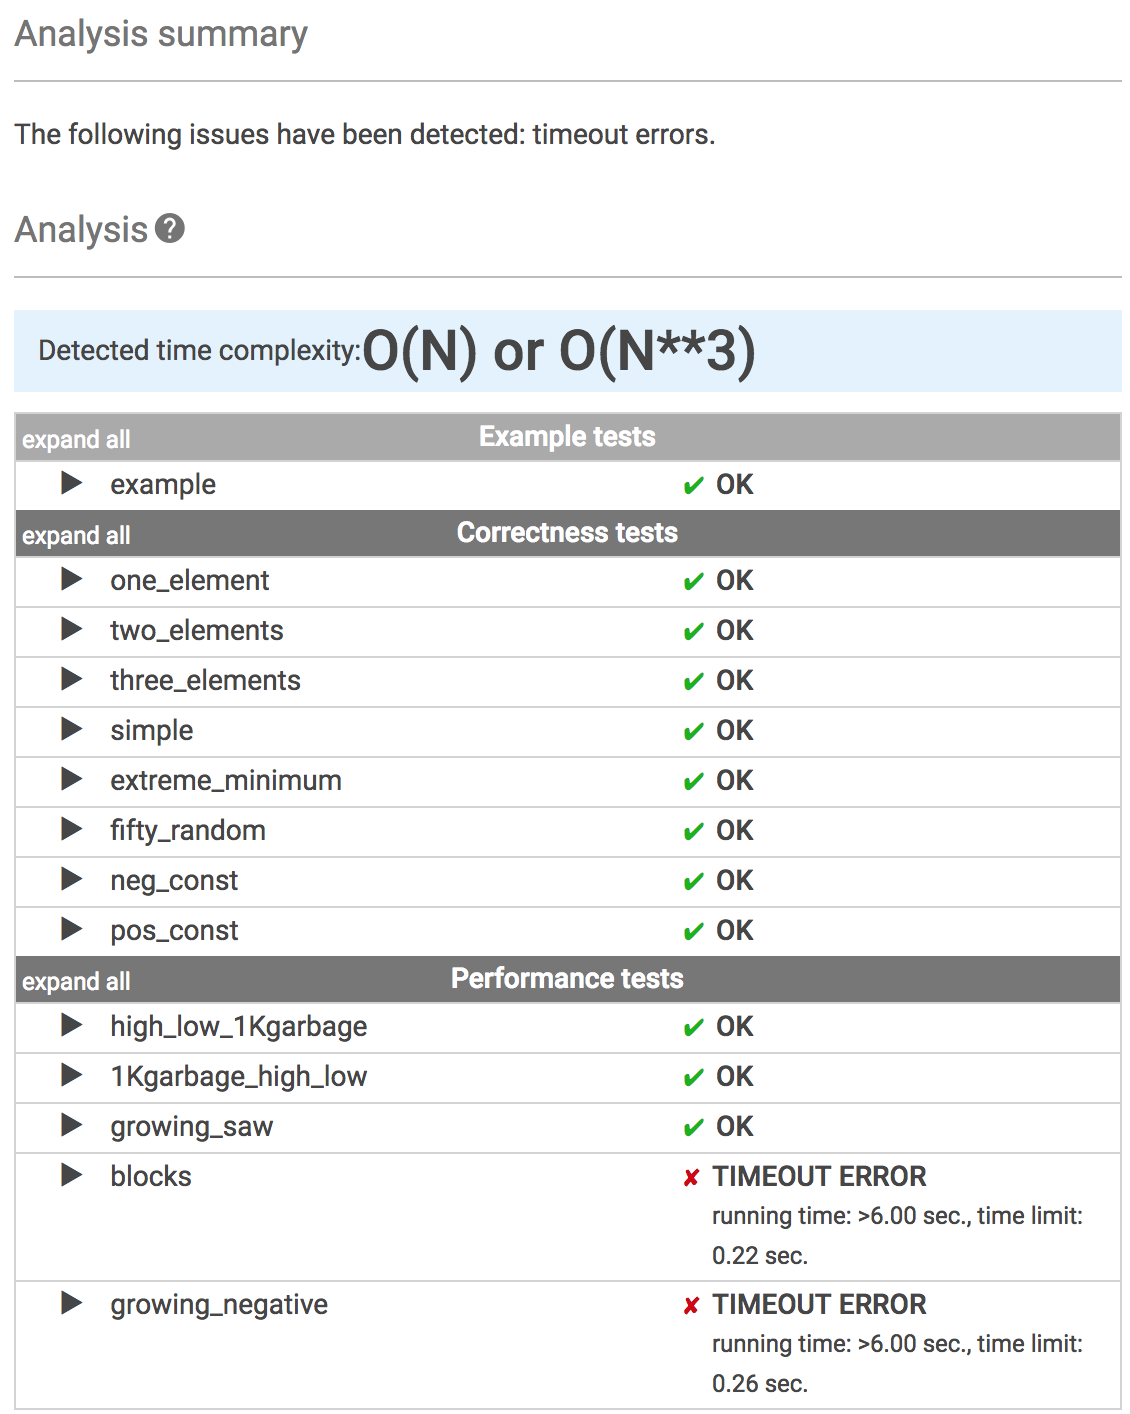 Analysis summary
The following issues have been detected: timeout errors.
Analysis ?
Detected time complexity: O(N) or O(N**3)
expand all Example tests
▶ example ✔ OK
expand all Correctness tests
▶ one_element ✔ OK
▶ two_elements ✔ OK
▶ three_elements ✔ OK
▶ simple ✔ OK
▶ extreme_minimum ✔ OK
▶ fifty_random ✔ OK
▶ neg_const ✔ OK
▶ pos_const ✔ OK
expand all Performance tests
▶ high_low_1Kgarbage ✔ OK
▶ 1Kgarbage_high_low ✔ OK
▶ growing_saw ✔ OK
▶ blocks ✘ TIMEOUT ERROR
running time: >6.00 sec., time limit:
0.22 sec.
▶ growing_negative ✘ TIMEOUT ERROR
running time: >6.00 sec., time limit:
0.26 sec.